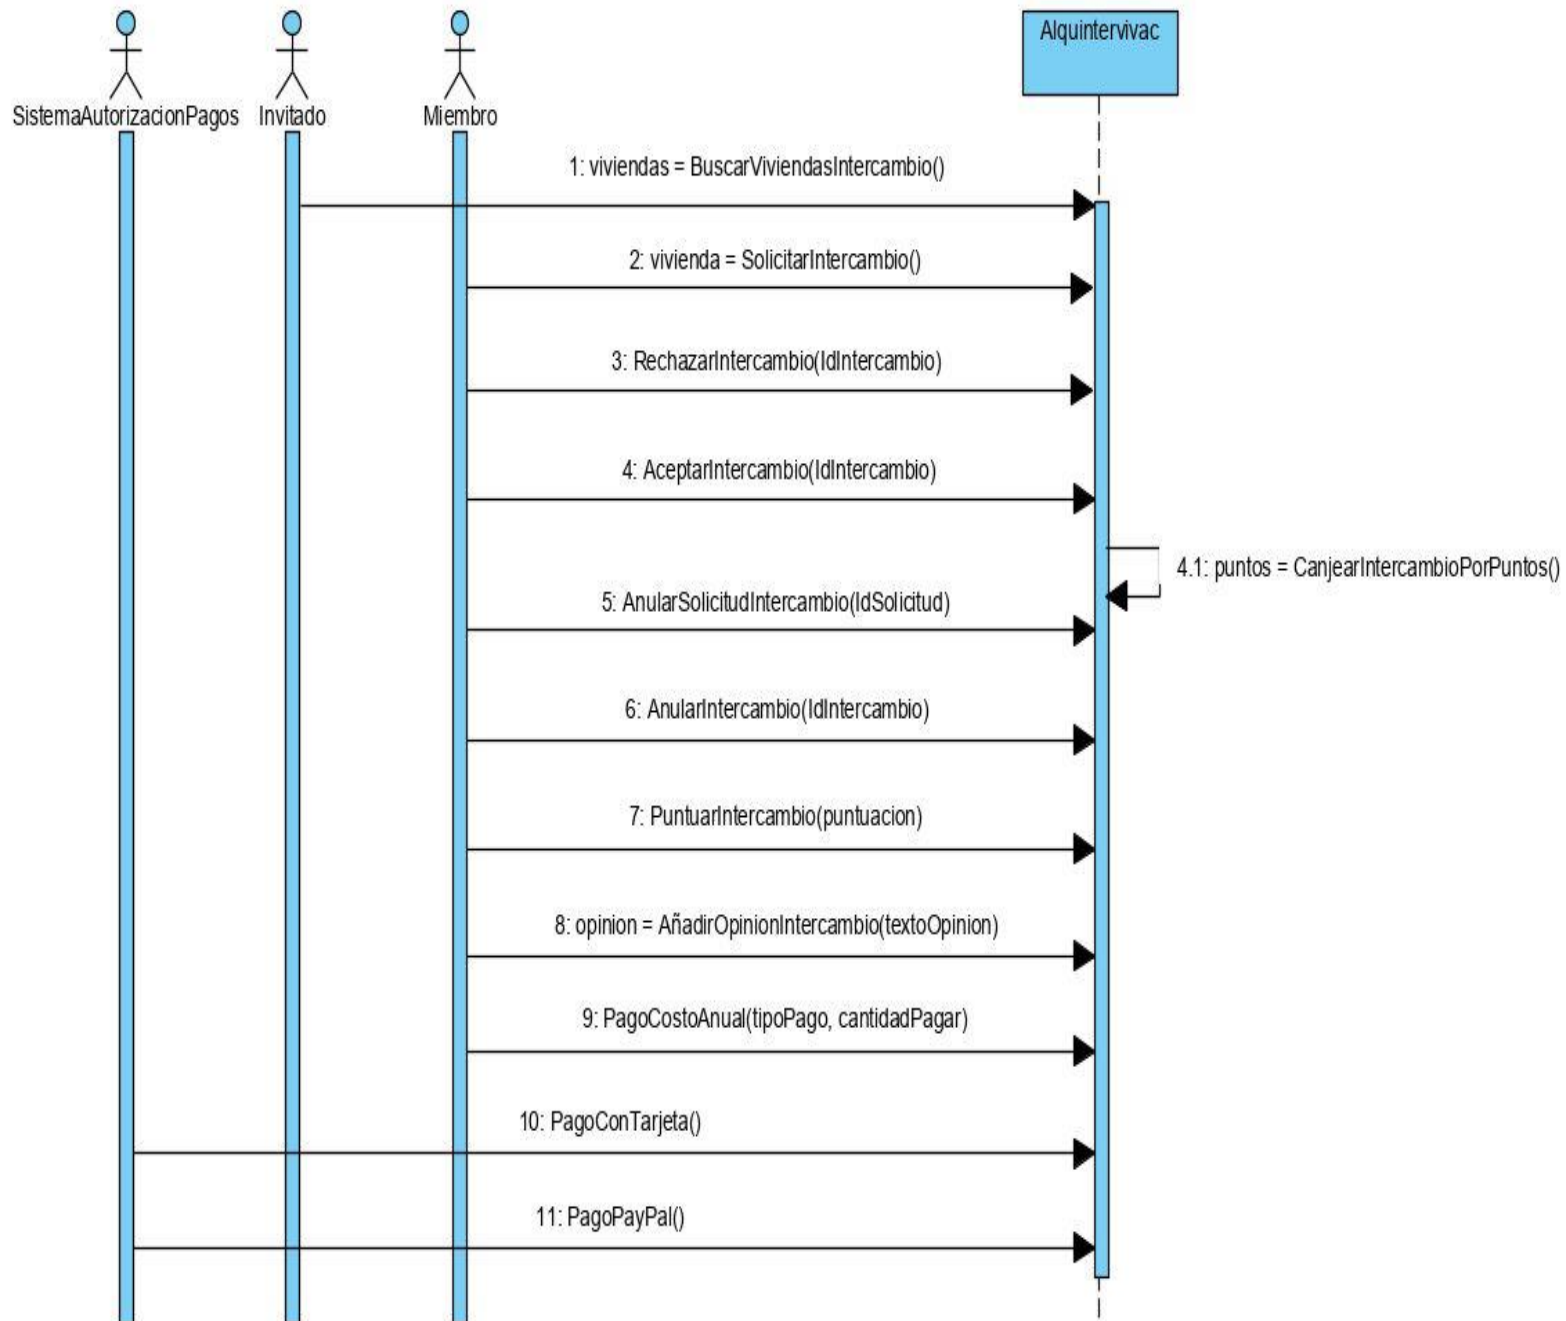 SistemaAutorizacionPagos
Invitado
Miembro
Alquintervivac
1: viviendas = BuscarViviendasIntercambio()
2: vivienda = SolicitarIntercambio()
3: RechazarIntercambio(IdIntercambio)
4: AceptarIntercambio(IdIntercambio)
4.1: puntos = CanjearIntercambioPorPuntos()
5: AnularSolicitudIntercambio(IdSolicitud)
6: AnularIntercambio(IdIntercambio)
7: PuntuarIntercambio(puntuacion)
8: opinion = AñadirOpinionIntercambio(textoOpinion)
9: PagoCostoAnual(tipoPago, cantidadPagar)
10: PagoConTarjeta()
11: PagoPayPal()